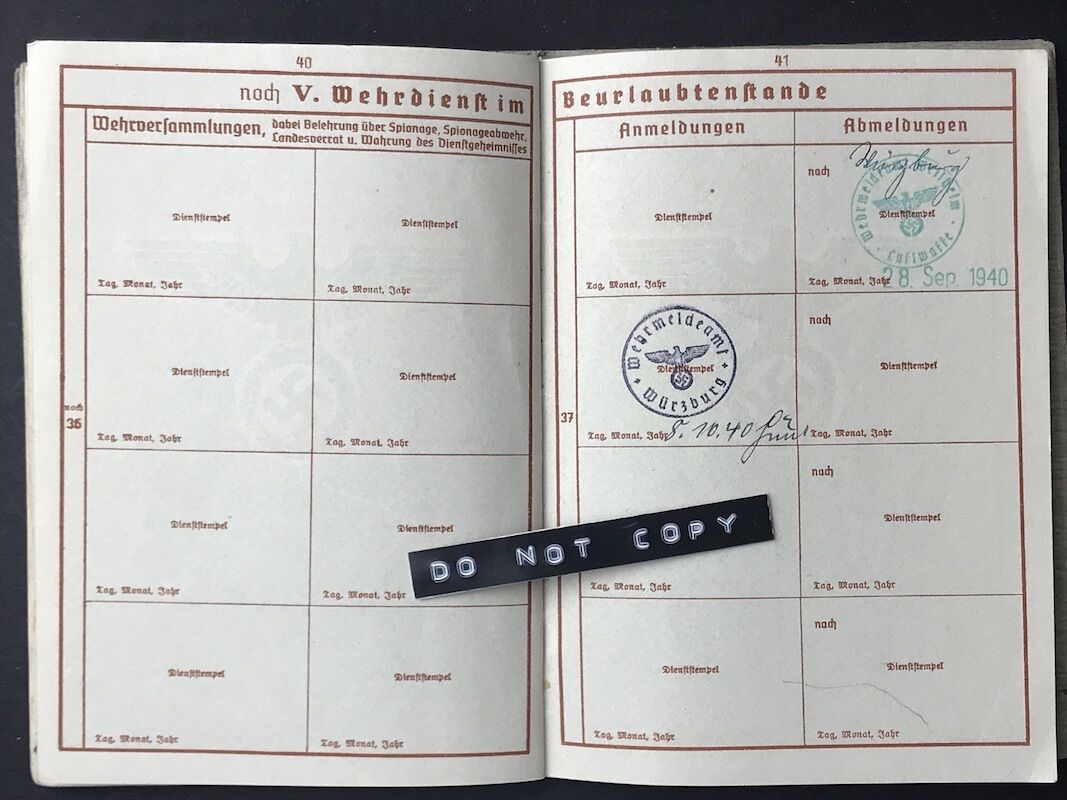 40
noch V. Wehrdienst im
Wehrversammlungen, dabei Belehrung über Spionage, Spionageabwehr,
Landesverrat u. Wahrung des Dienstgeheimnisses
Dienststempel
Dienststempel
Tag, Monat, Jahr
Tag, Monat, Jahr
Dienststempel
Dienststempel
noch
36
Tag, Monat, Jahr
Tag, Monat, Jahr
Dienststempel
Dienststempel
Tag, Monat, Jahr
Tag, Monat, Jahr
Dienststempel
Dienststempel
Tag, Monat, Jahr
Tag, Monat, Jahr
41
Beurlaubtenstande
Anmeldungen
Abmeldungen
nach Würzburg
Dienststempel
Dienststempel
Luftwaffe
Tag, Monat, Jahr
Tag, Monat, Jahr 28. Sep. 1940
nach
Wehrmeldeamt
Dienststempel
Dienststempel
Würzburg
37
Tag, Monat, Jahr 5. 10. 40
Tag, Monat, Jahr
nach
Dienststempel
DO NOT COPY
Tag, Monat, Jahr
Tag, Monat, Jahr
nach
Dienststempel
Dienststempel
Tag, Monat, Jahr
Tag, Monat, Jahr